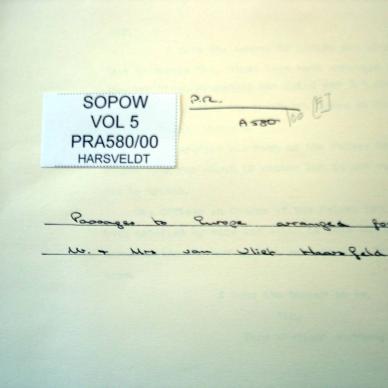 SOPOW
VOL 5
PRA580/00
HARSVELDT
P.R.
A580/00 [A]
Passages to Europe arranged for
Mr. + Mrs van Vliet Haarsfeld